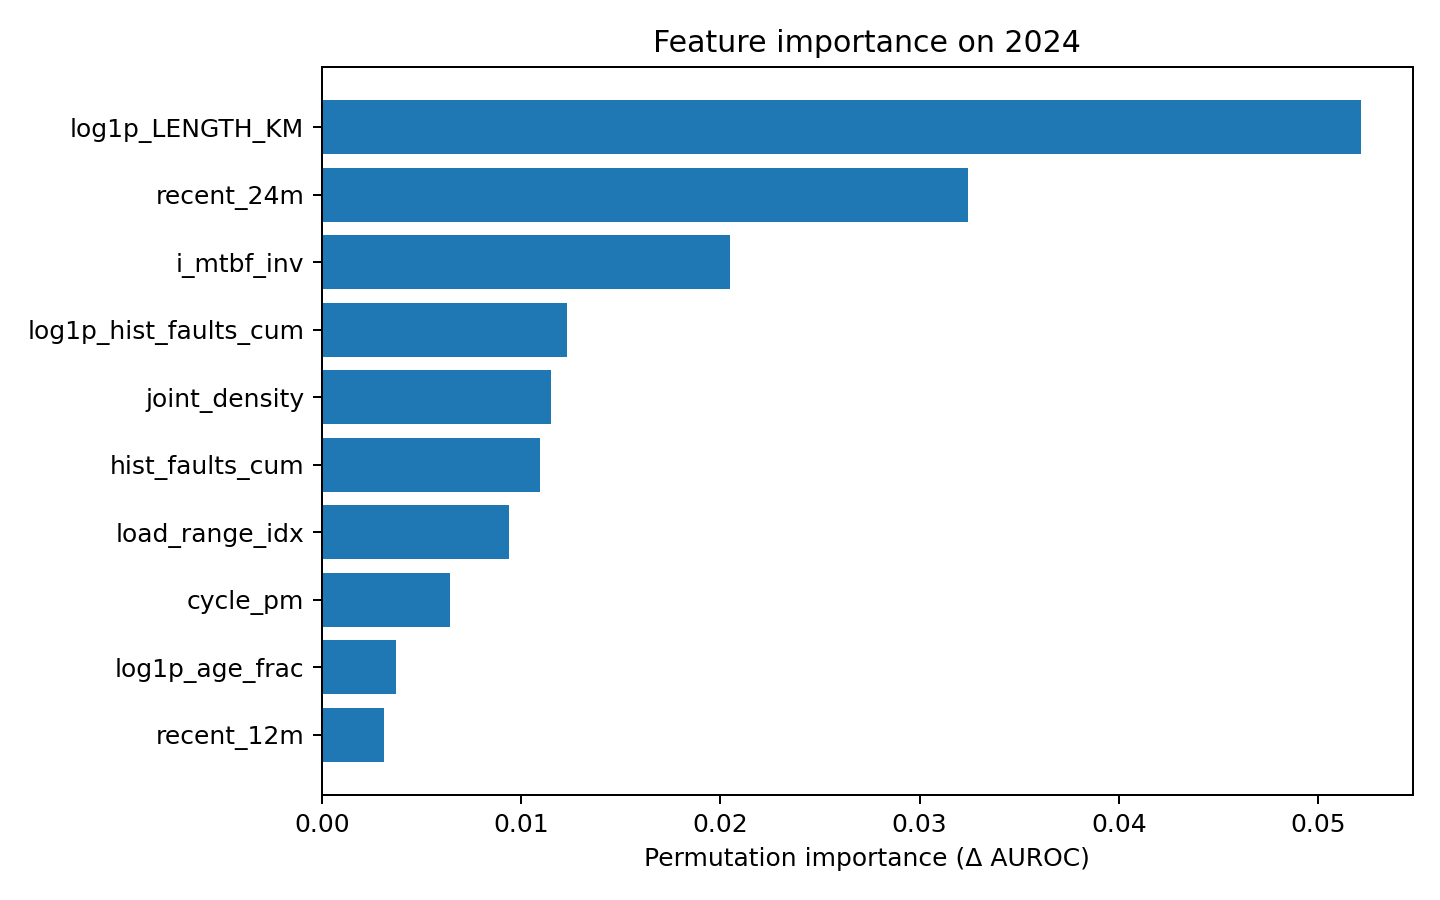 Feature importance on 2024
log1p_LENGTH_KM
recent_24m
i_mtbf_inv
log1p_hist_faults_cum
joint_density
hist_faults_cum
load_range_idx
cycle_pm
log1p_age_frac
recent_12m
0.00 0.01 0.02 0.03 0.04 0.05
Permutation importance (Δ AUROC)